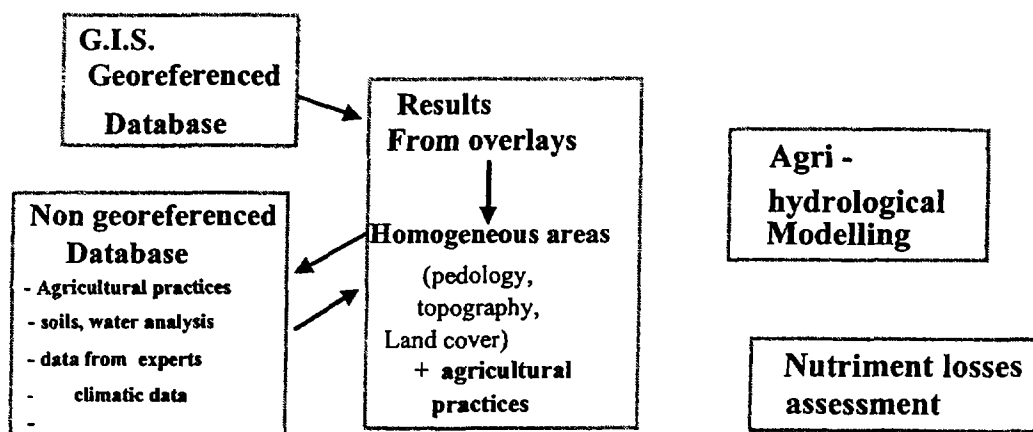 G.I.S.
Georeferenced
Database
Non georeferenced
Database
- Agricultural practices
- soils, water analysis
- data from experts
- climatic data
-
Results
From overlays
Homogeneous areas
(pedology,
topography,
Land cover)
+ agricultural
practices
Agri -
hydrological
Modelling
Nutriment losses
assessment